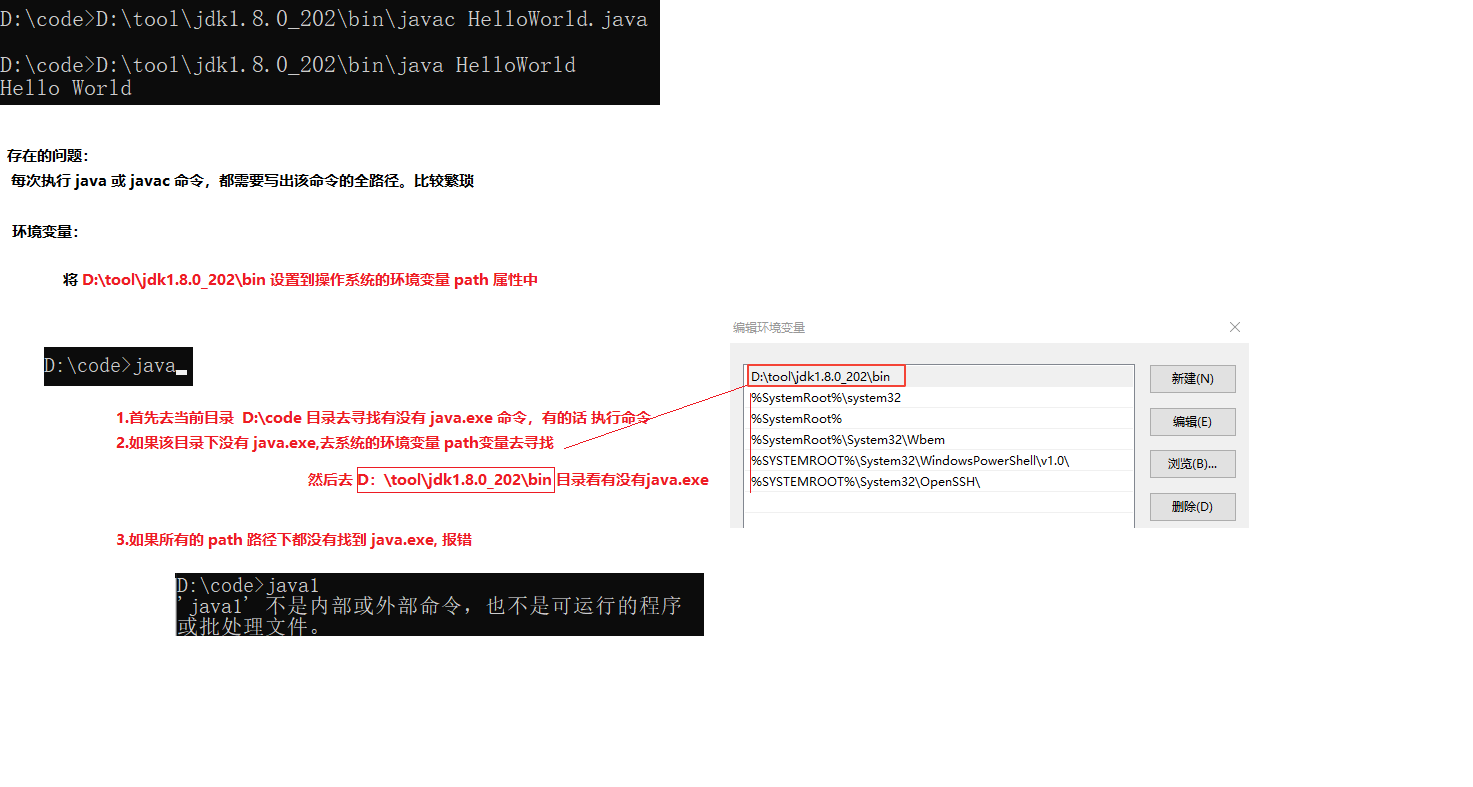 D:\code>D:\tool\jdk1.8.0_202\bin\javac HelloWorld.java
D:\code>D:\tool\jdk1.8.0_202\bin\java HelloWorld
Hello World
存在的问题：
每次执行 java 或 javac 命令，都需要写出该命令的全路径。比较繁琐
环境变量：
将 D:\tool\jdk1.8.0_202\bin 设置到操作系统的环境变量 path 属性中
D:\code>java
1.首先去当前目录 D:\code 目录去寻找有没有 java.exe 命令，有的话 执行命令
2.如果该目录下没有 java.exe,去系统的环境变量 path变量去寻找
然后去 D：\tool\jdk1.8.0_202\bin 目录看有没有java.exe
3.如果所有的 path 路径下都没有找到 java.exe, 报错
D:\code>java1
'java1' 不是内部或外部命令，也不是可运行的程序
或批处理文件。
编辑环境变量
D:\tool\jdk1.8.0_202\bin
%SystemRoot%\system32
%SystemRoot%
%SystemRoot%\System32\Wbem
%SYSTEMROOT%\System32\WindowsPowerShell\v1.0\
%SYSTEMROOT%\System32\OpenSSH\
新建(N)
编辑(E)
浏览(B)...
删除(D)